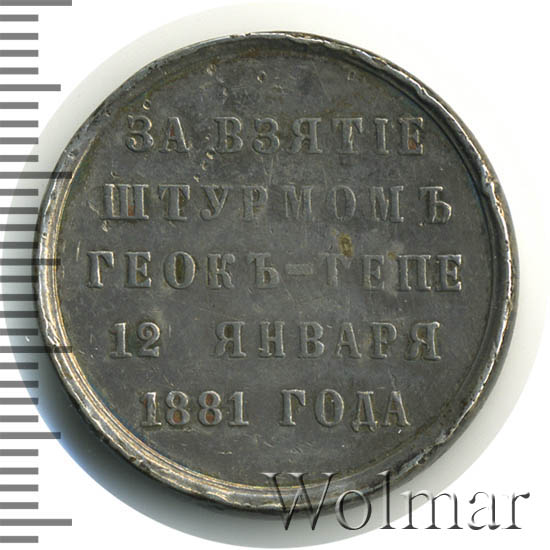 ЗА ВЗЯТІЕ
ШТУРМОМЪ
ГЕОКЪ-ТЕПЕ
12 ЯНВАРЯ
1881 ГОДА
Wolmar